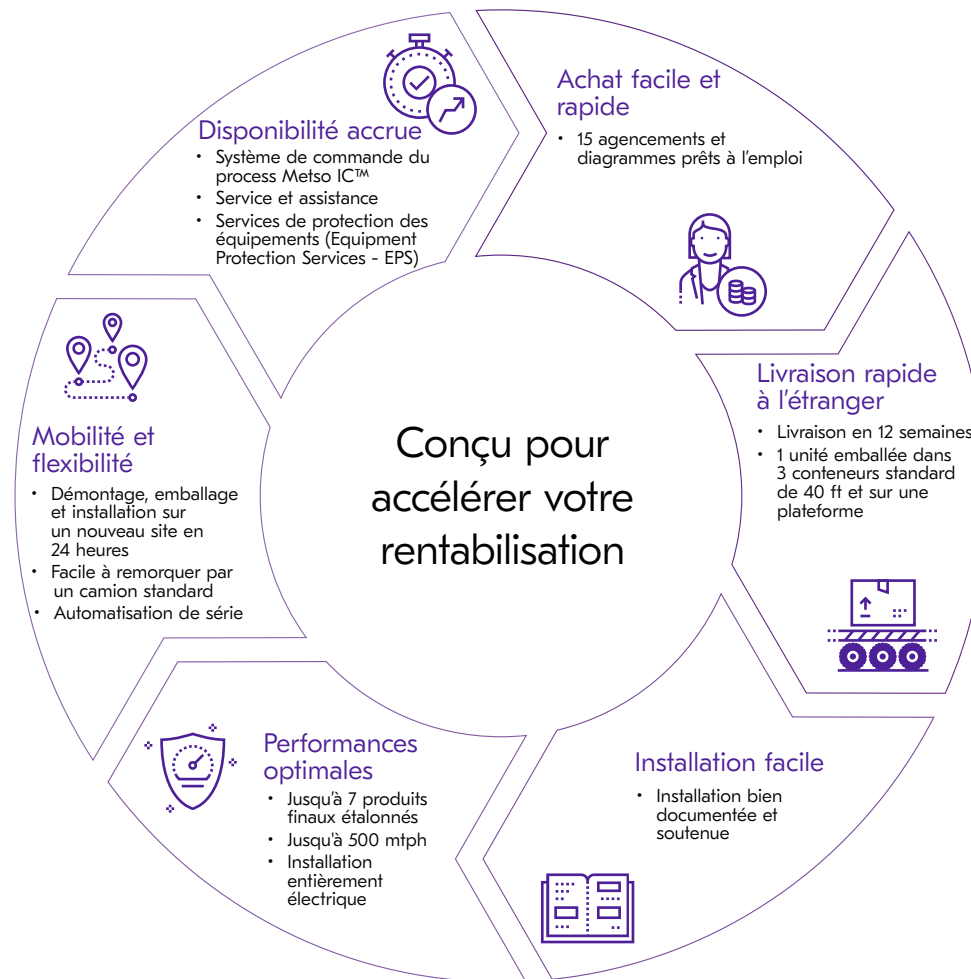 Conçu pour
accélérer votre
rentabilisation
Achat facile et
rapide
• 15 agencements et
diagrammes prêts à l'emploi
Livraison rapide
à l'étranger
• Livraison en 12 semaines
• 1 unité emballée dans
3 conteneurs standard
de 40 ft et sur une
plateforme
Installation facile
• Installation bien
documentée et
soutenue
Performances
optimales
• Jusqu'à 7 produits
finaux étalonnés
• Jusqu'à 500 mtph
• Installation
entièrement
électrique
Mobilité et
flexibilité
• Démontage, emballage
et installation sur
un nouveau site en
24 heures
• Facile à remorquer par
un camion standard
• Automatisation de série
Disponibilité accrue
• Système de commande du
process Metso IC™
• Service et assistance
• Services de protection des
équipements (Equipment
Protection Services - EPS)